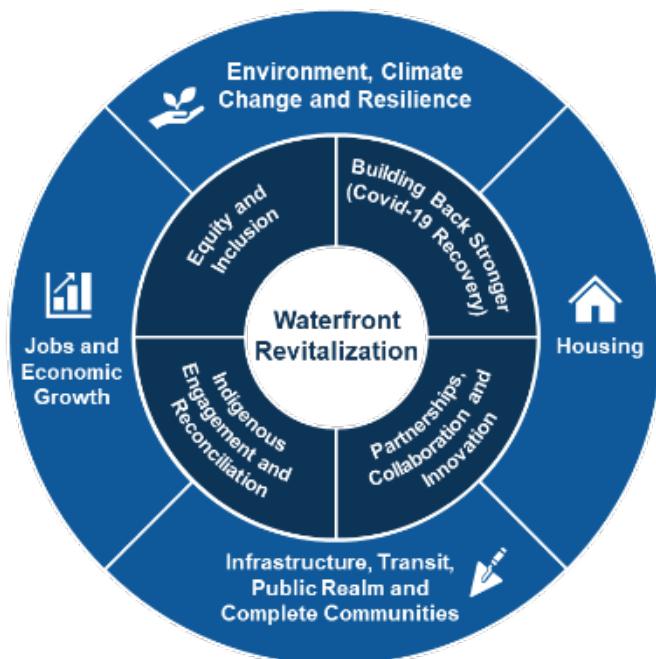 Environment, Climate
Change and Resilience
Equity and
Inclusion
Building Back Stronger
(Covid-19 Recovery)
Waterfront
Revitalization
Jobs and
Economic
Growth
Housing
Indigenous
Engagement and
Reconciliation
Partnerships,
Collaboration and
Innovation
Infrastructure, Transit,
Public Realm and
Complete Communities